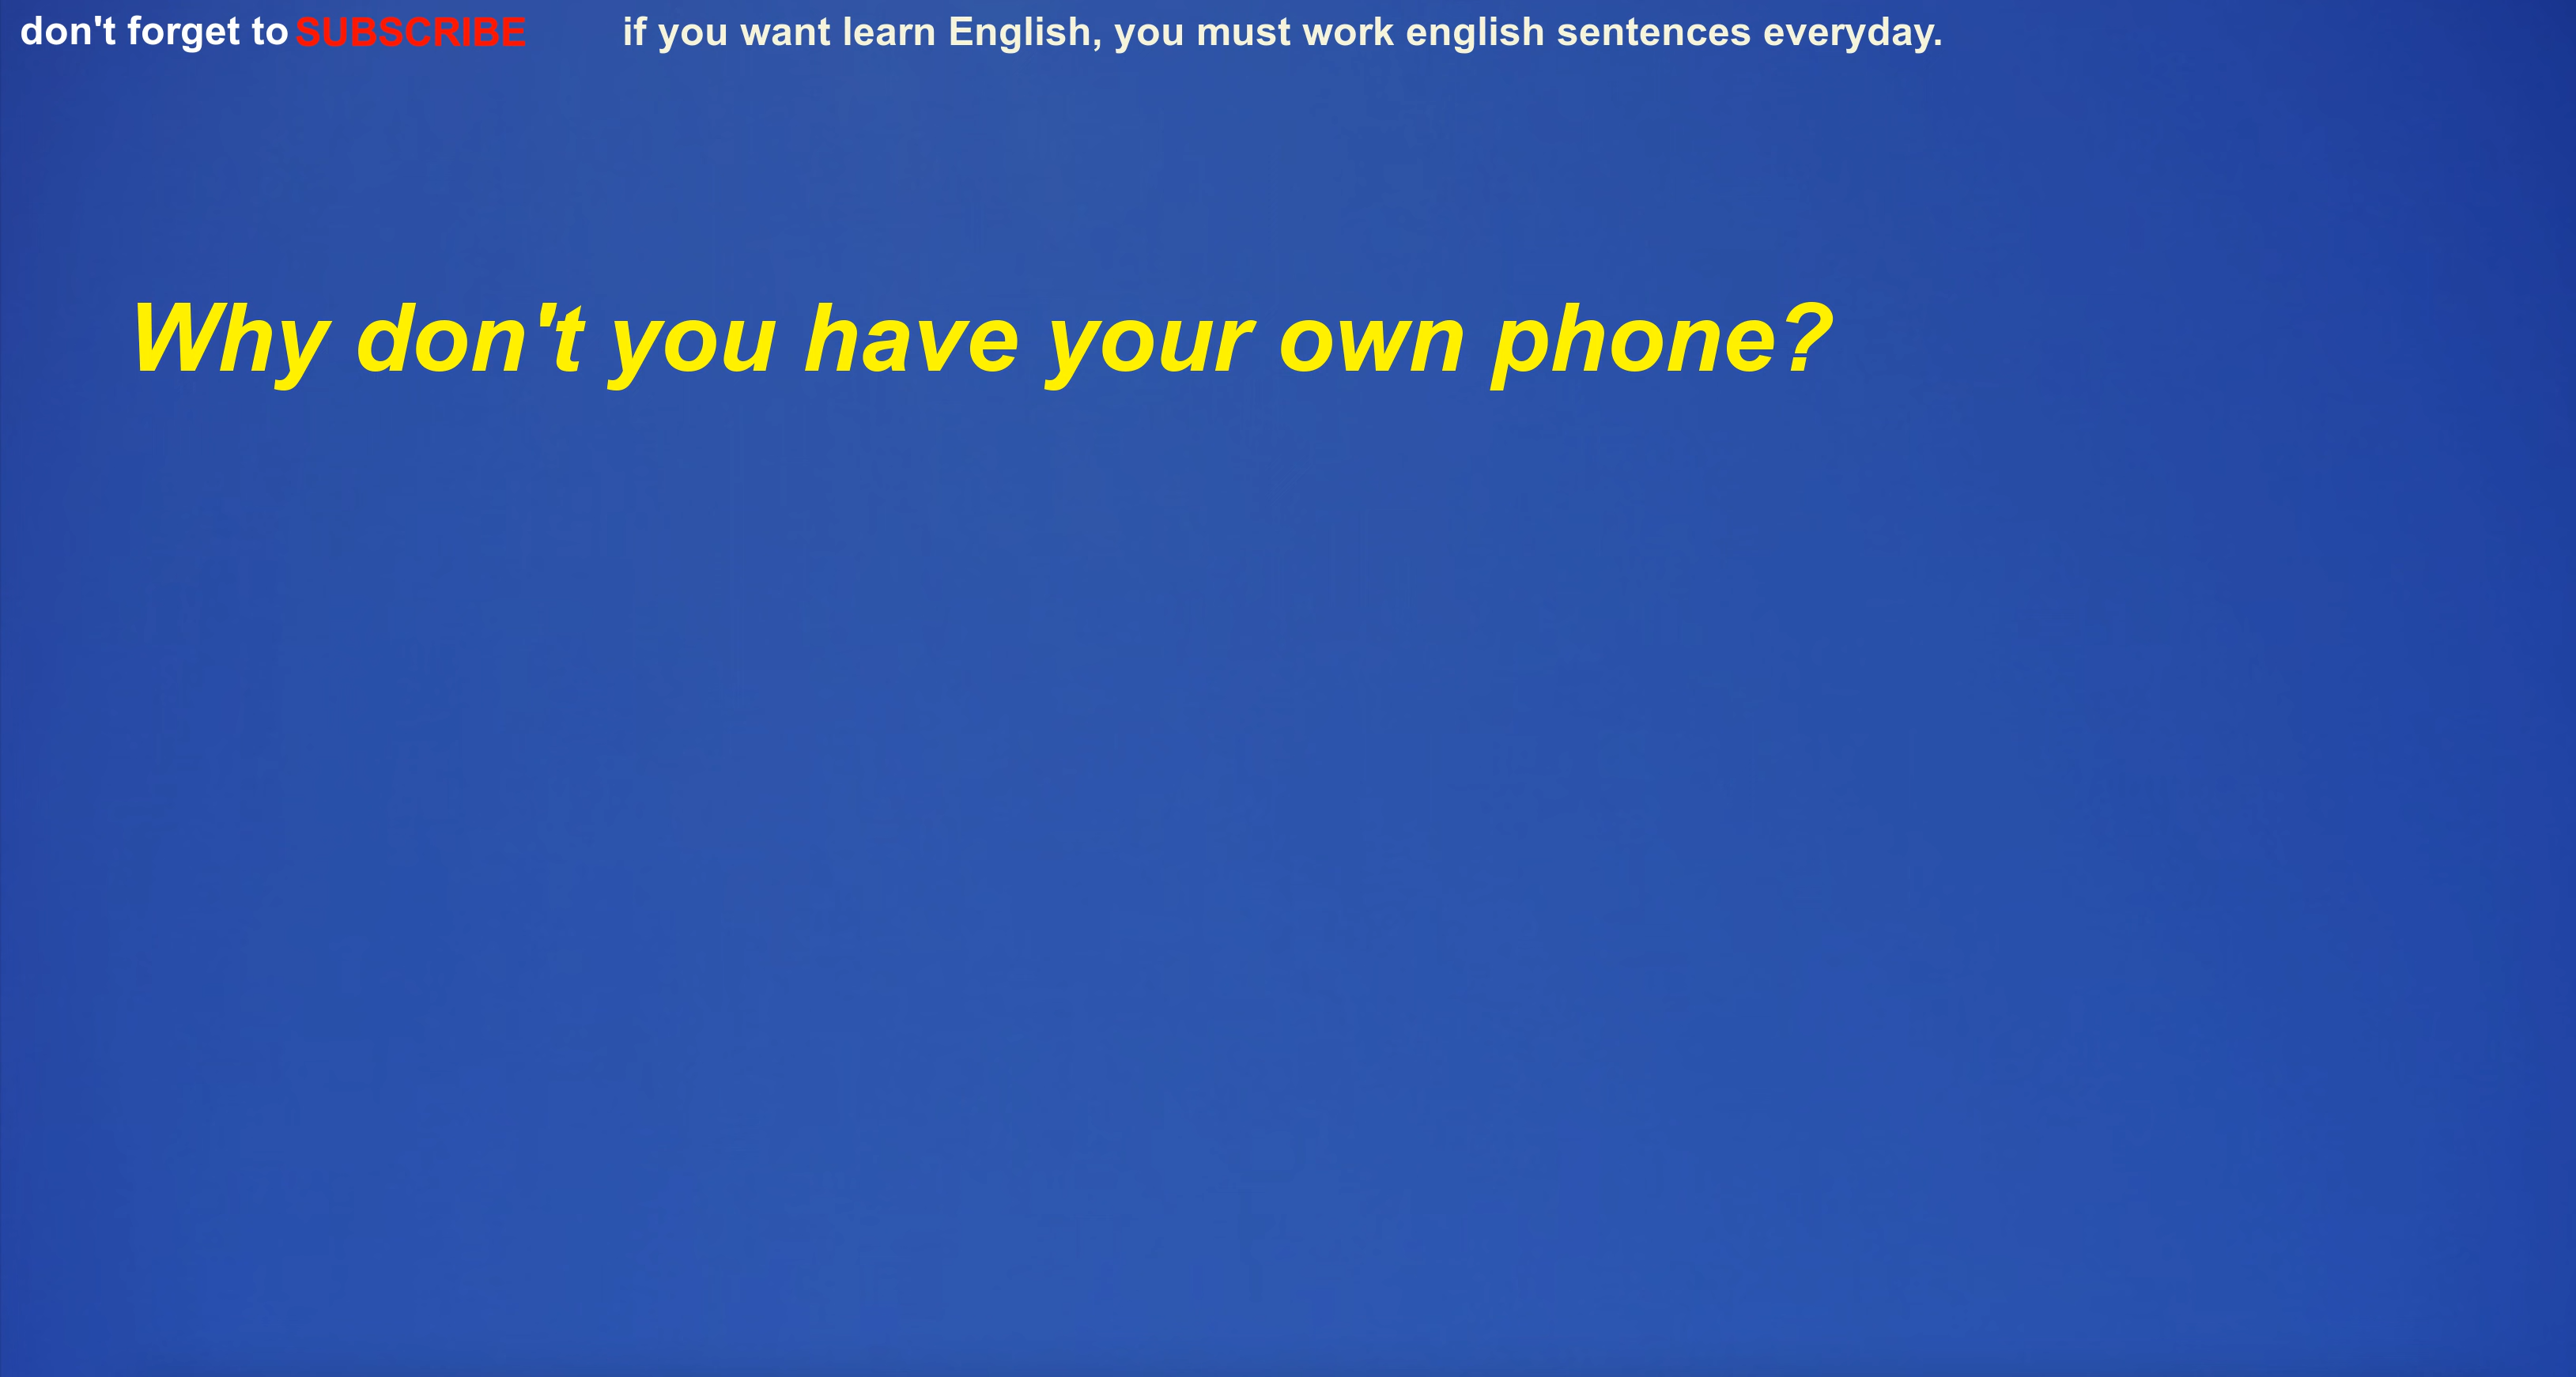 don't forget to SUBSCRIBE if you want learn English, you must work english sentences everyday.
Why don't you have your own phone?